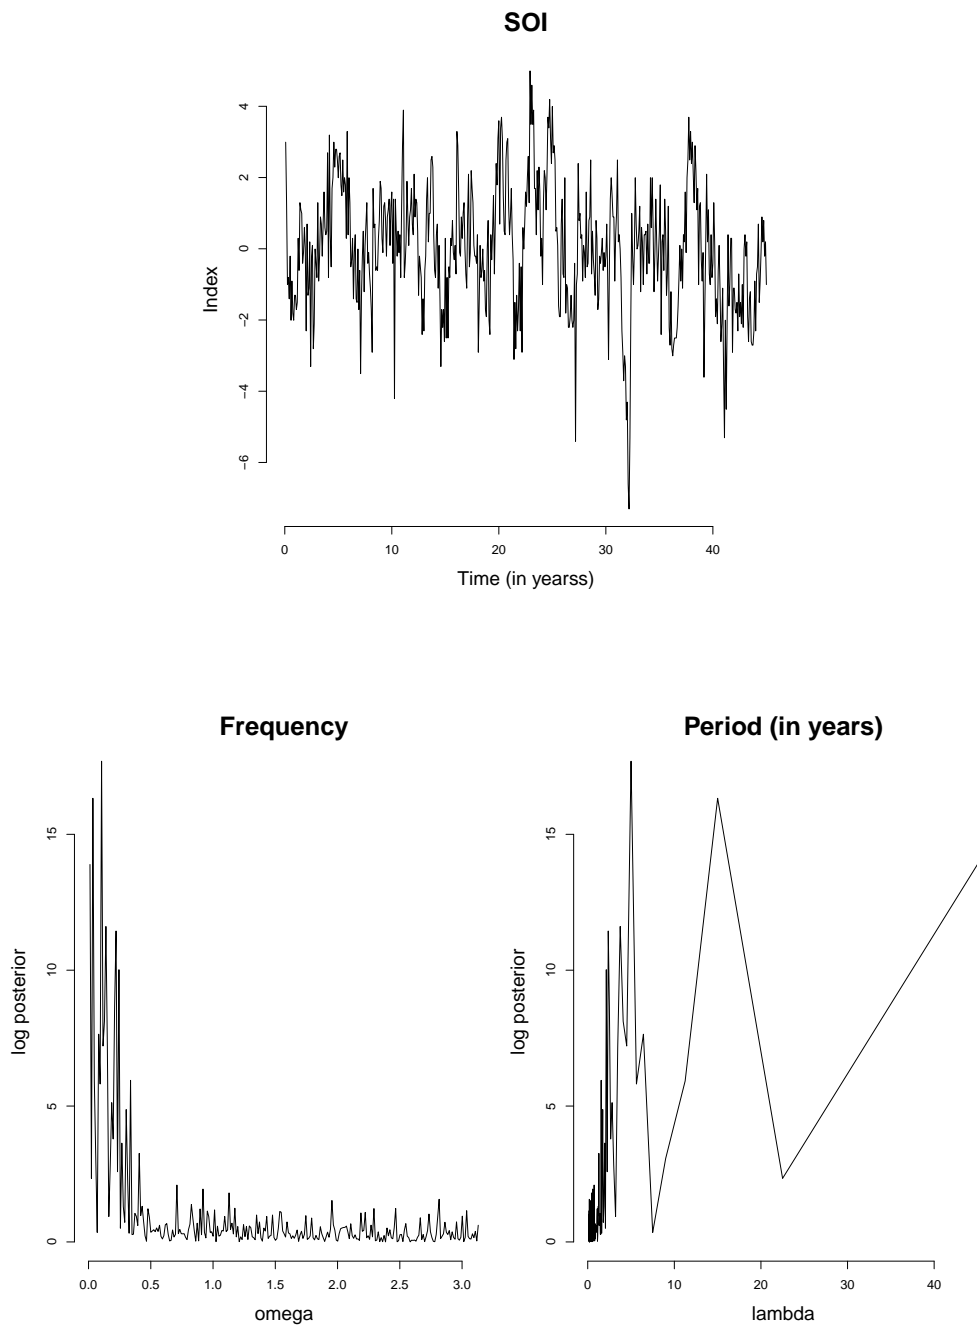 SOI
4
2
0
−2
−4
−6
Index
0 10 20 30 40
Time (in yearss)
Frequency
15
10
5
0
log posterior
0.0 0.5 1.0 1.5 2.0 2.5 3.0
omega
Period (in years)
15
10
5
0
log posterior
0 10 20 30 40
lambda